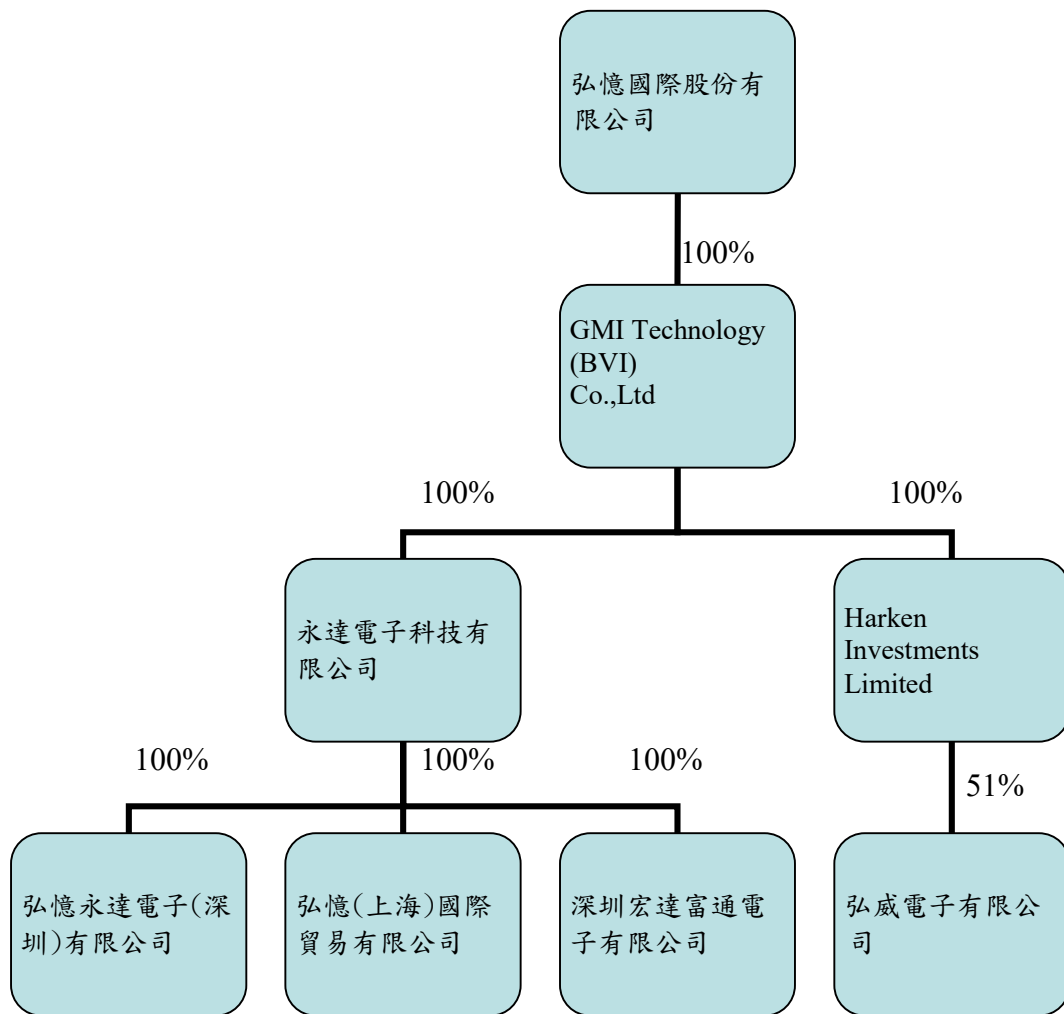 弘憶國際股份有
限公司
100%
GMI Technology
(BVI)
Co.,Ltd
100%
100%
永達電子科技有
限公司
Harken
Investments
Limited
100%
100%
100%
51%
弘憶永達電子(深
圳)有限公司
弘憶(上海)國際
貿易有限公司
深圳宏達富通電
子有限公司
弘威電子有限公
司